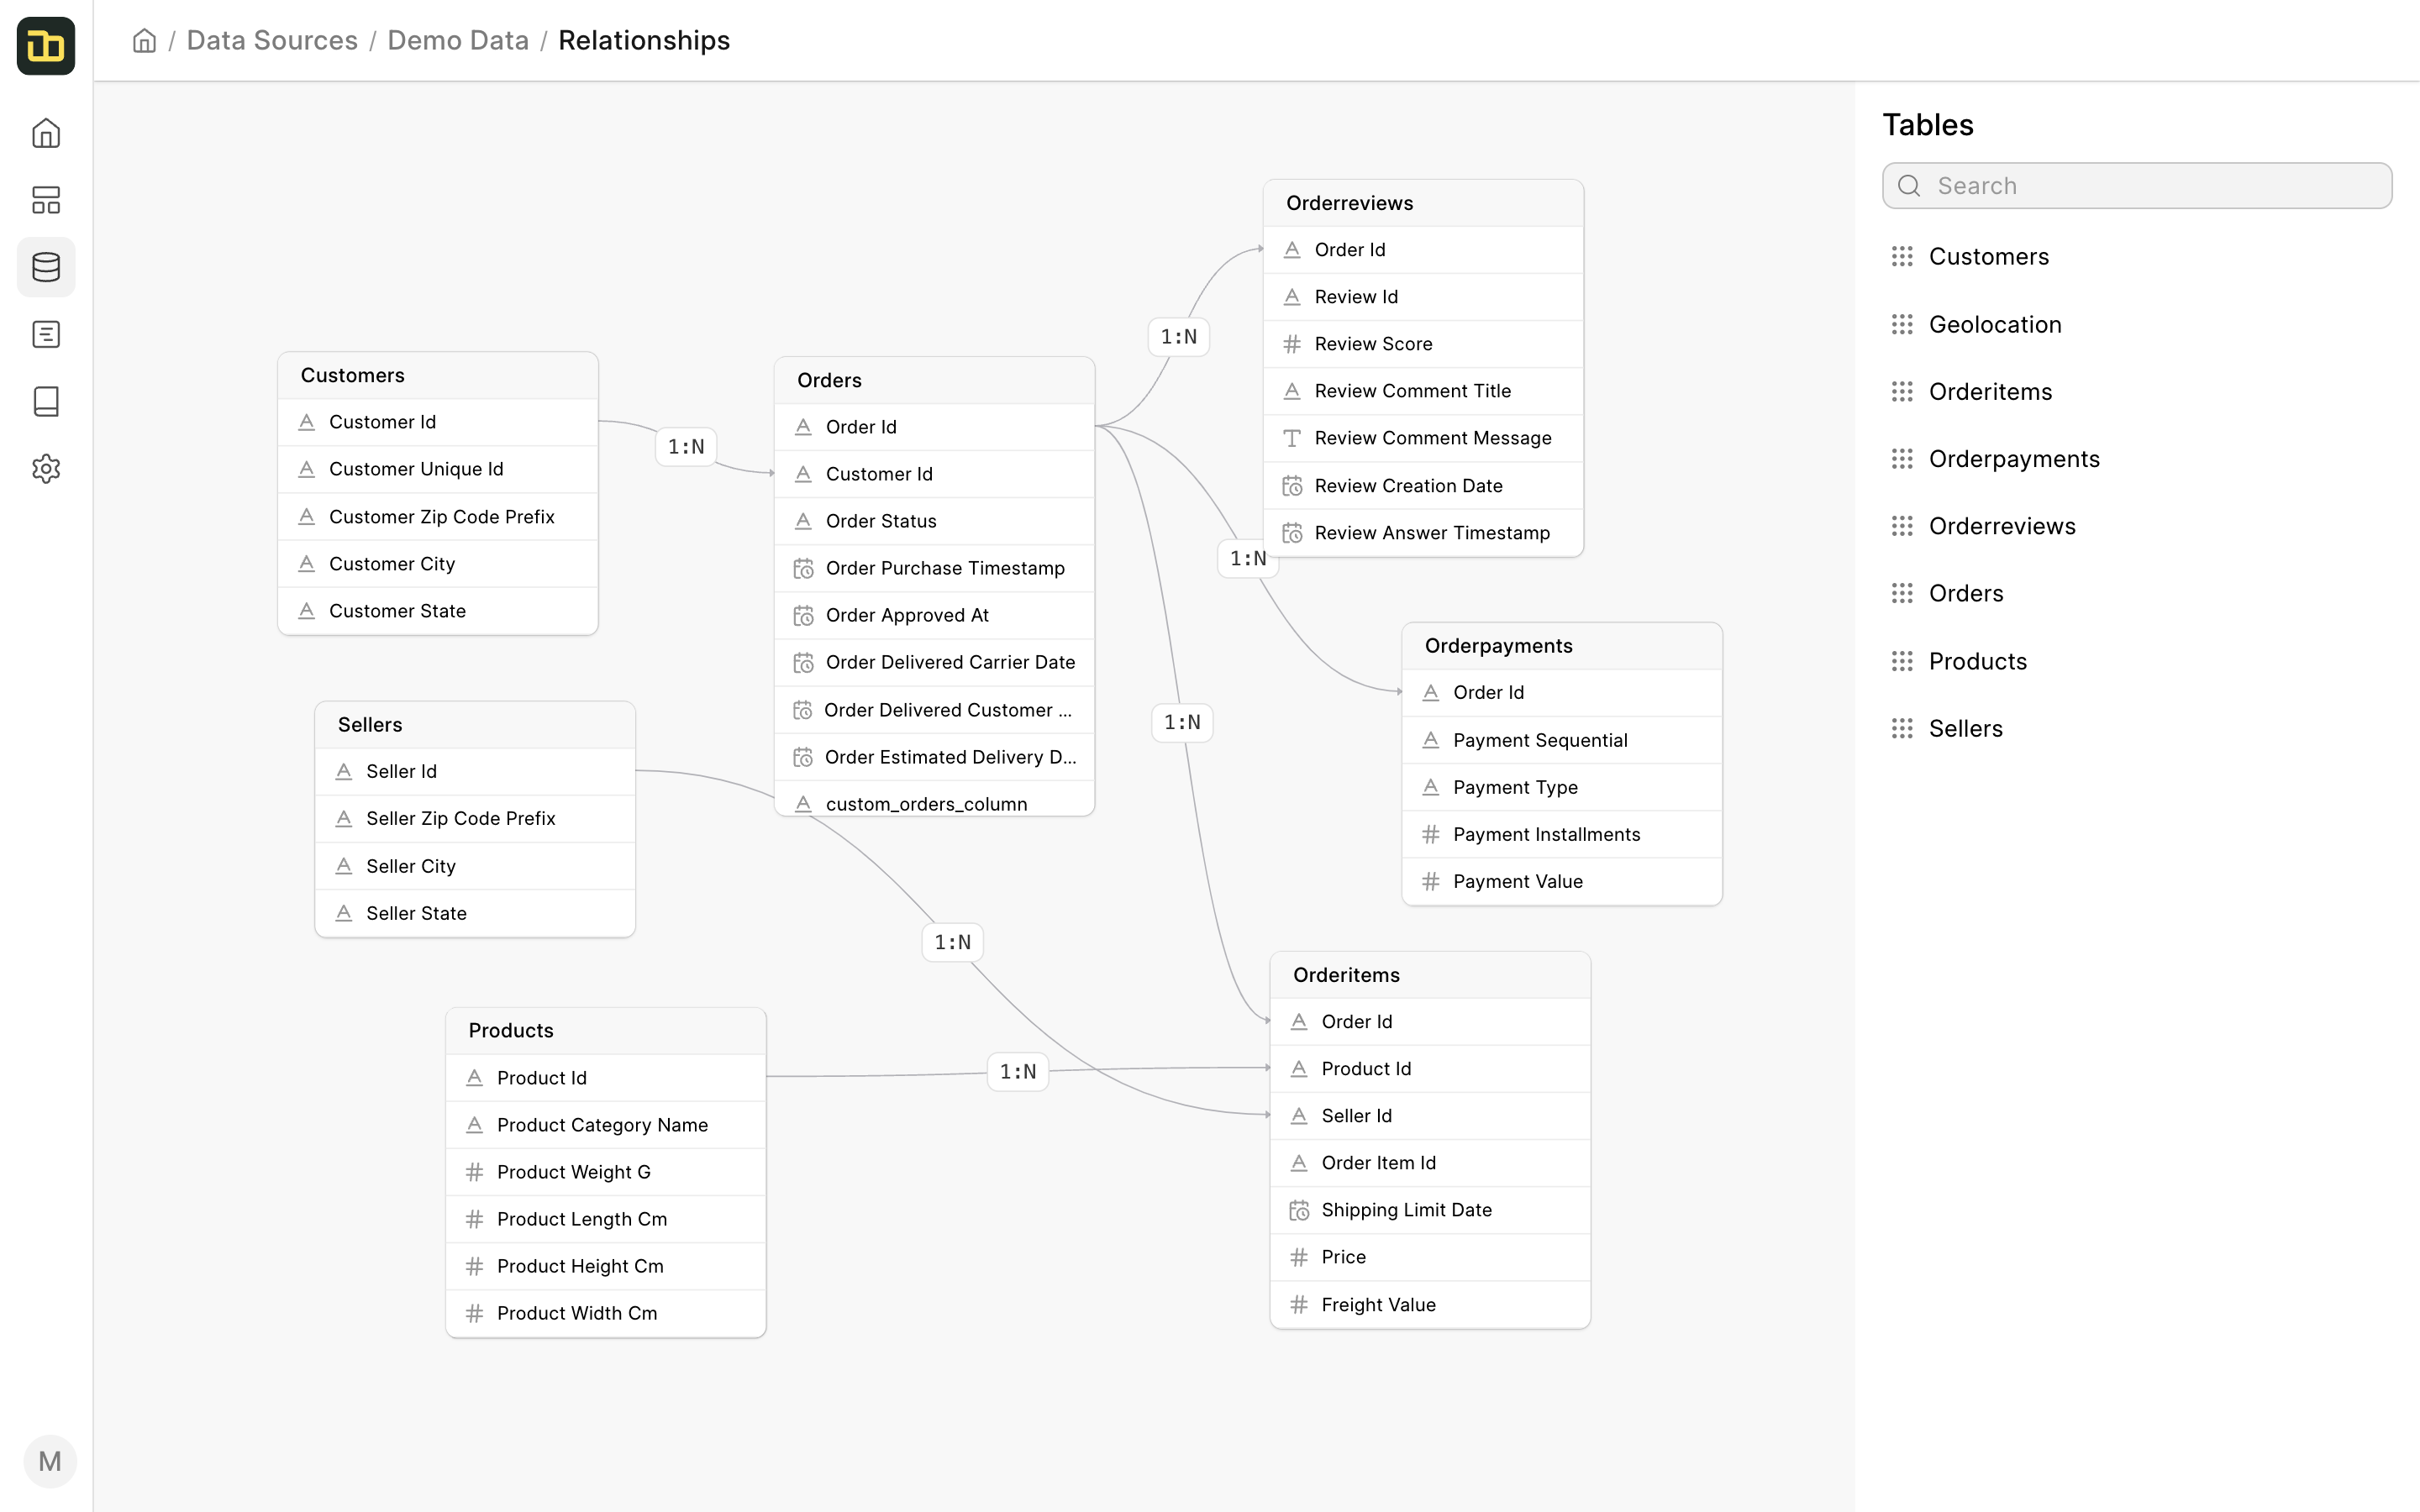 / Data Sources / Demo Data / Relationships
Customers
Customer Id
Customer Unique Id
Customer Zip Code Prefix
Customer City
Customer State
1:N
Orders
Order Id
Customer Id
Order Status
Order Purchase Timestamp
Order Approved At
Order Delivered Carrier Date
Order Delivered Customer ...
Order Estimated Delivery D...
custom_orders_column
1:N
1:N
1:N
Orderreviews
Order Id
Review Id
Review Score
Review Comment Title
Review Comment Message
Review Creation Date
Review Answer Timestamp
Orderpayments
Order Id
Payment Sequential
Payment Type
Payment Installments
Payment Value
Sellers
Seller Id
Seller Zip Code Prefix
Seller City
Seller State
1:N
Products
Product Id
Product Category Name
Product Weight G
Product Length Cm
Product Height Cm
Product Width Cm
1:N
Orderitems
Order Id
Product Id
Seller Id
Order Item Id
Shipping Limit Date
Price
Freight Value
Tables
Search
Customers
Geolocation
Orderitems
Orderpayments
Orderreviews
Orders
Products
Sellers
M